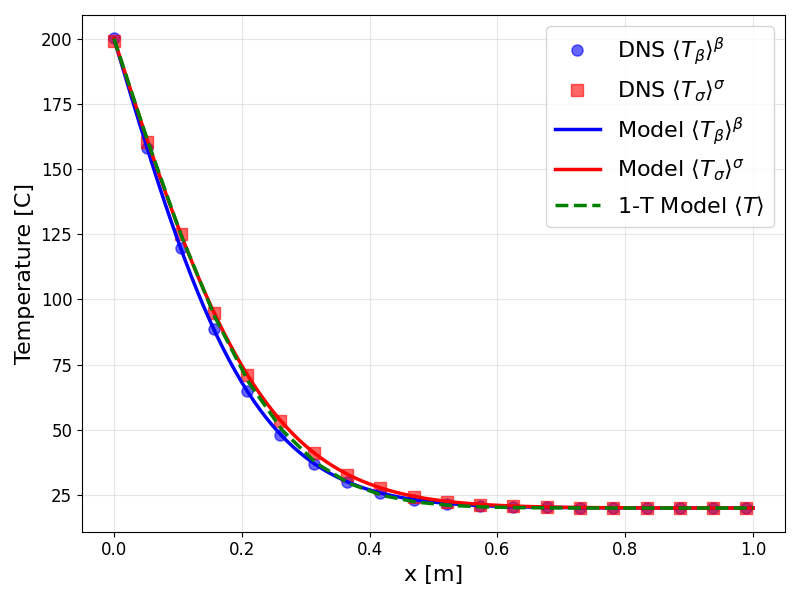 200
175
150
125
100
75
50
25
Temperature [C]
0.0 0.2 0.4 0.6 0.8 1.0
x [m]
DNS ⟨T_β⟩^β
DNS ⟨T_σ⟩^σ
Model ⟨T_β⟩^β
Model ⟨T_σ⟩^σ
1-T Model ⟨T⟩